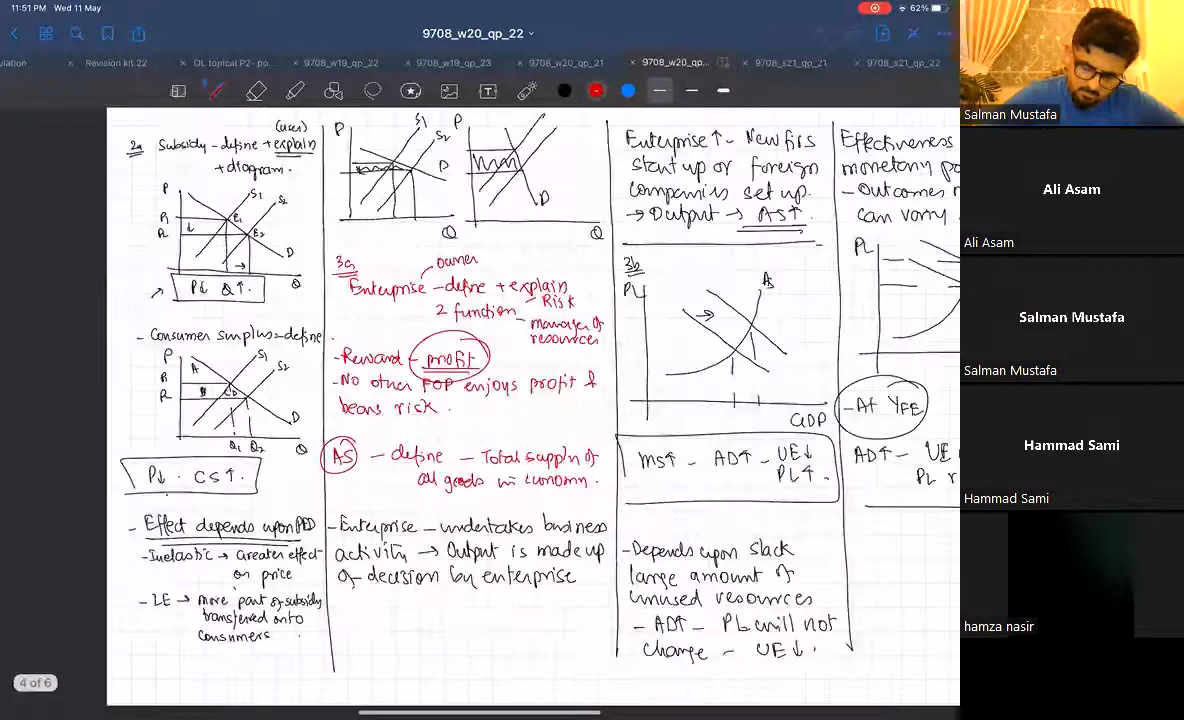 11:51 PM Wed 11 May
62%
9708_w20_qp_22
ulation
Revision kit 22
OL topical P2- po...
9708_w19_qp_22
9708_w19_qp_23
9708_w20_qp_21
9708_w20_qp...
9708_s21_qp_21
9708_s21_qp_22
2a Subsidy - define + explain
(uses)
+ diagram.
P
S1
S2
P1
P2
E1
E2
D
Q
P↓ Q↑.
- Consumer surplus = define.
P
S1
S2
A
P1
P2
B
C
D
D
Q1 Q2
Q
P↓ . CS↑.
- Effect depends upon PED
- Inelastic → Greater effect
on price
- IE → more part of subsidy
transferred onto
consumers
P
S1
S2
D
Q
P
D
Q
3a
owner
Enterprise - define + explain
2 function - Risk
- manager of
resources
- Reward - profit
- No other FOP enjoys profit &
bears risk.
AS - define - Total supply of
all goods in economy.
- Enterprise - undertakes business
activity → Output is made up
of decision by enterprise
Enterprise ↑ - New firs
start up or foreign
companies set up.
→ Output → AS↑.
3b
PL
AS
GDP
MS↑ - AD↑ - UE↓
PL↑.
- Depends upon slack
large amount of
unused resources
- AD↑ - PL will not
change - UE↓.
Effectiveness
monetary po
- Outcomes
can vary
PL
- At YFE
AD↑ - UE
PL
4 of 6
Salman Mustafa
Ali Asam
Ali Asam
Salman Mustafa
Salman Mustafa
Hammad Sami
Hammad Sami
hamza nasir